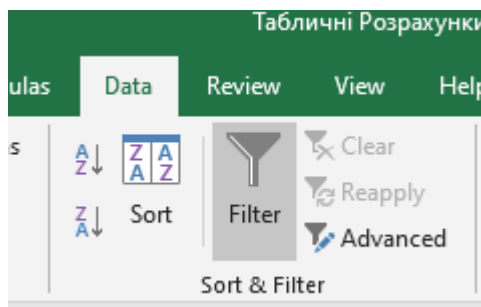 Табличні Розрахунки
ulas Data Review View Help
s
Clear
Reapply
Sort Filter Advanced
Sort & Filter